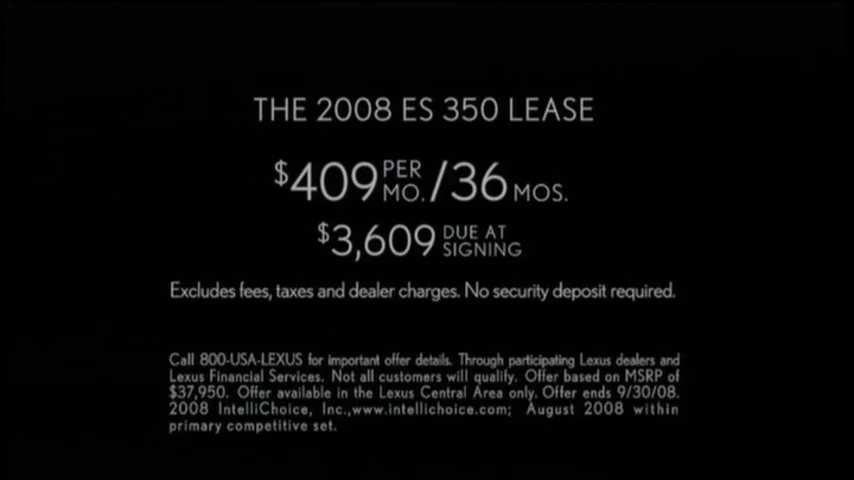 THE 2008 ES 350 LEASE
$409 PER MO./36 MOS.
$3,609 DUE AT SIGNING
Excludes fees, taxes and dealer charges. No security deposit required.
Call 800-USA-LEXUS for important offer details. Through participating Lexus dealers and
Lexus Financial Services. Not all customers will qualify. Offer based on MSRP of
$37,950. Offer available in the Lexus Central Area only. Offer ends 9/30/08.
2008 IntelliChoice, Inc.,www.intellichoice.com; August 2008 within
primary competitive set.